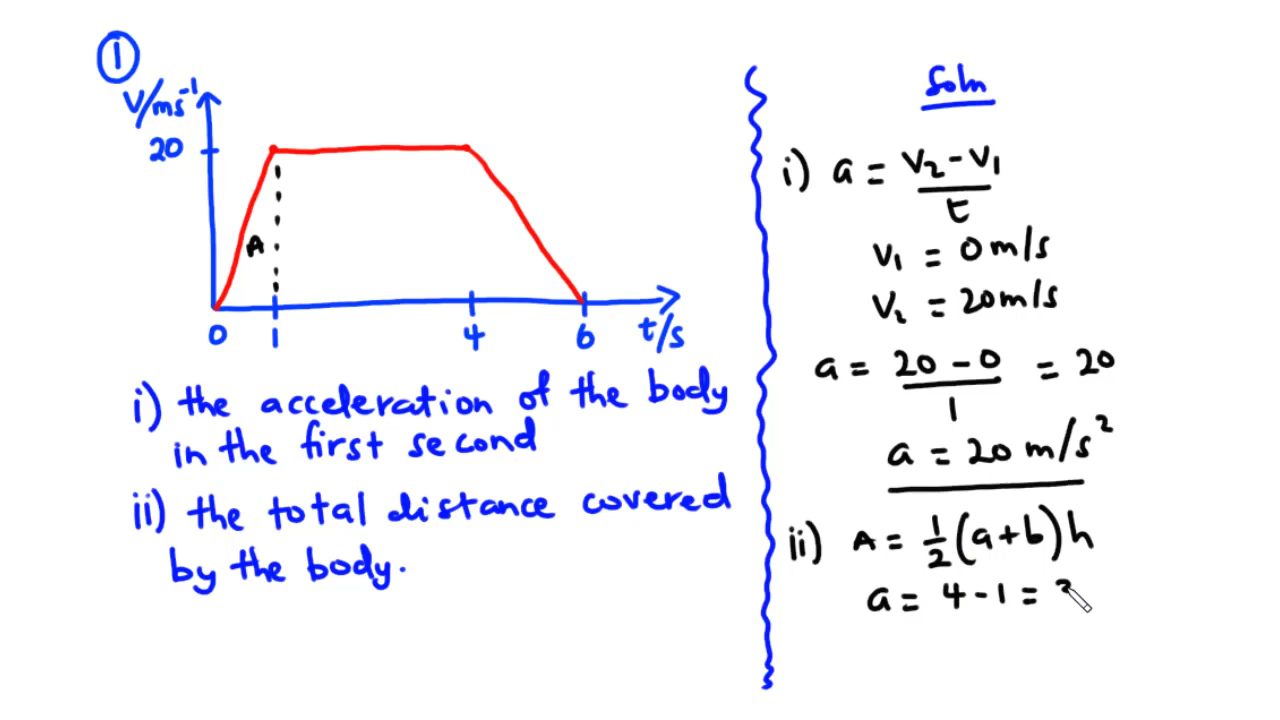 1
V/ms⁻¹
20
A
0 1 4 6 t/s
i) the acceleration of the body
in the first second
ii) the total distance covered
by the body.
Soln
i) a = V₂ - V₁
t
V₁ = 0 m/s
V₂ = 20 m/s
a = 20 - 0 = 20
1
a = 20 m/s²
ii) A = 1/2 (a+b)h
a = 4 - 1 =